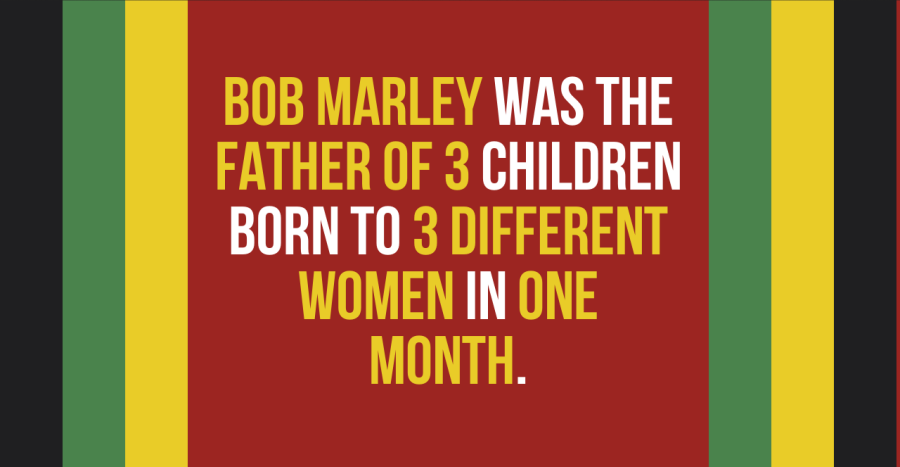 BOB MARLEY WAS THE
FATHER OF 3 CHILDREN
BORN TO 3 DIFFERENT
WOMEN IN ONE
MONTH.